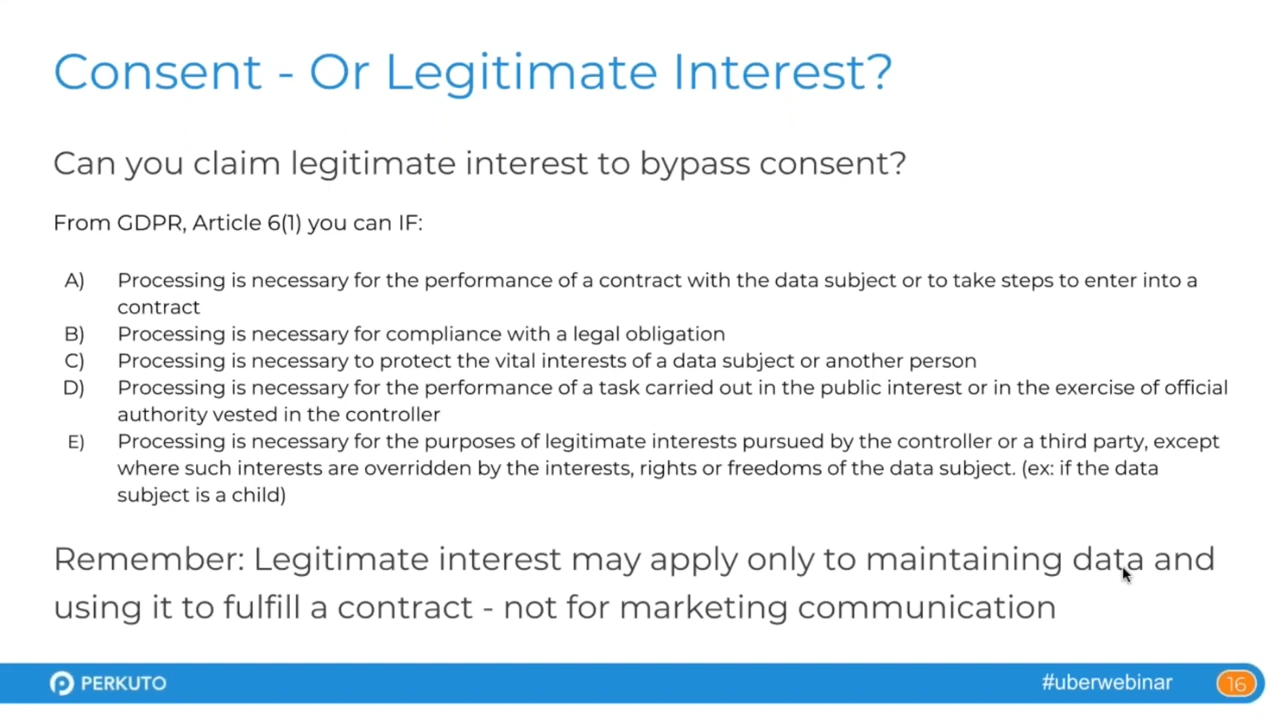 Consent - Or Legitimate Interest?
Can you claim legitimate interest to bypass consent?
From GDPR, Article 6(1) you can IF:
A) Processing is necessary for the performance of a contract with the data subject or to take steps to enter into a
contract
B) Processing is necessary for compliance with a legal obligation
C) Processing is necessary to protect the vital interests of a data subject or another person
D) Processing is necessary for the performance of a task carried out in the public interest or in the exercise of official
authority vested in the controller
E) Processing is necessary for the purposes of legitimate interests pursued by the controller or a third party, except
where such interests are overridden by the interests, rights or freedoms of the data subject. (ex: if the data
subject is a child)
Remember: Legitimate interest may apply only to maintaining data and
using it to fulfill a contract - not for marketing communication
PERKUTO
#uberwebinar
16